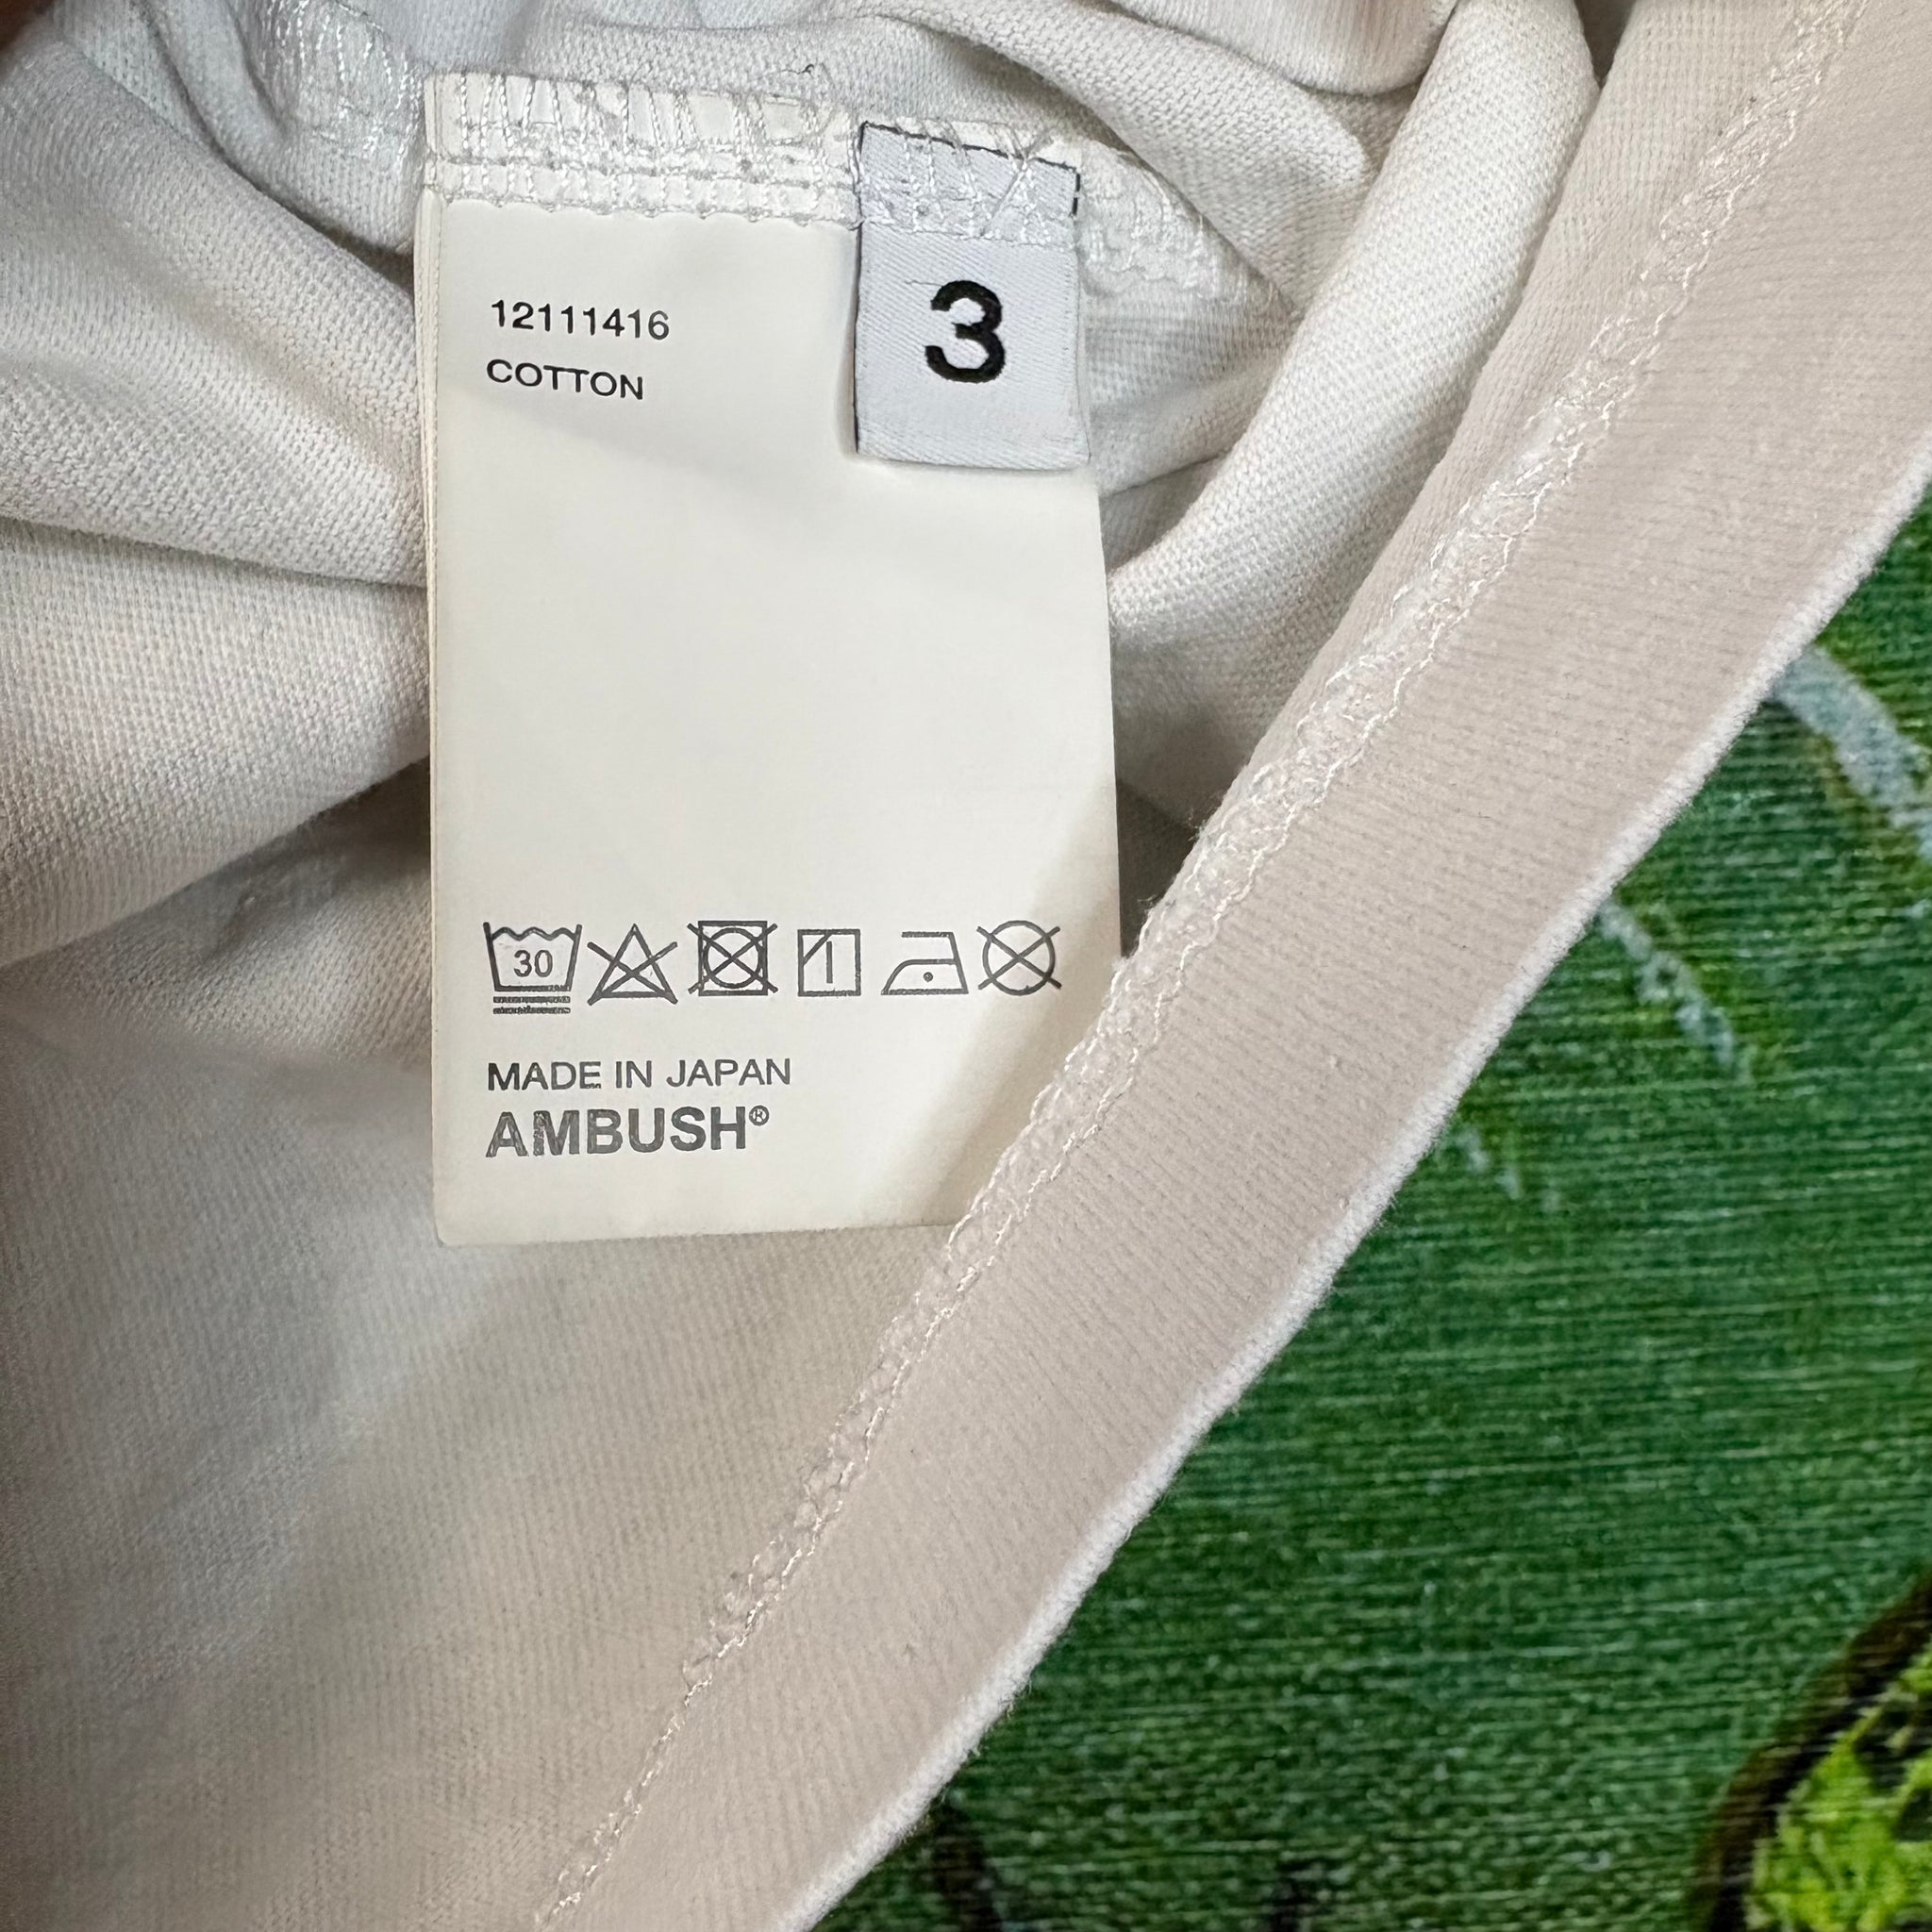 12111416
COTTON
3
30
MADE IN JAPAN
AMBUSH®